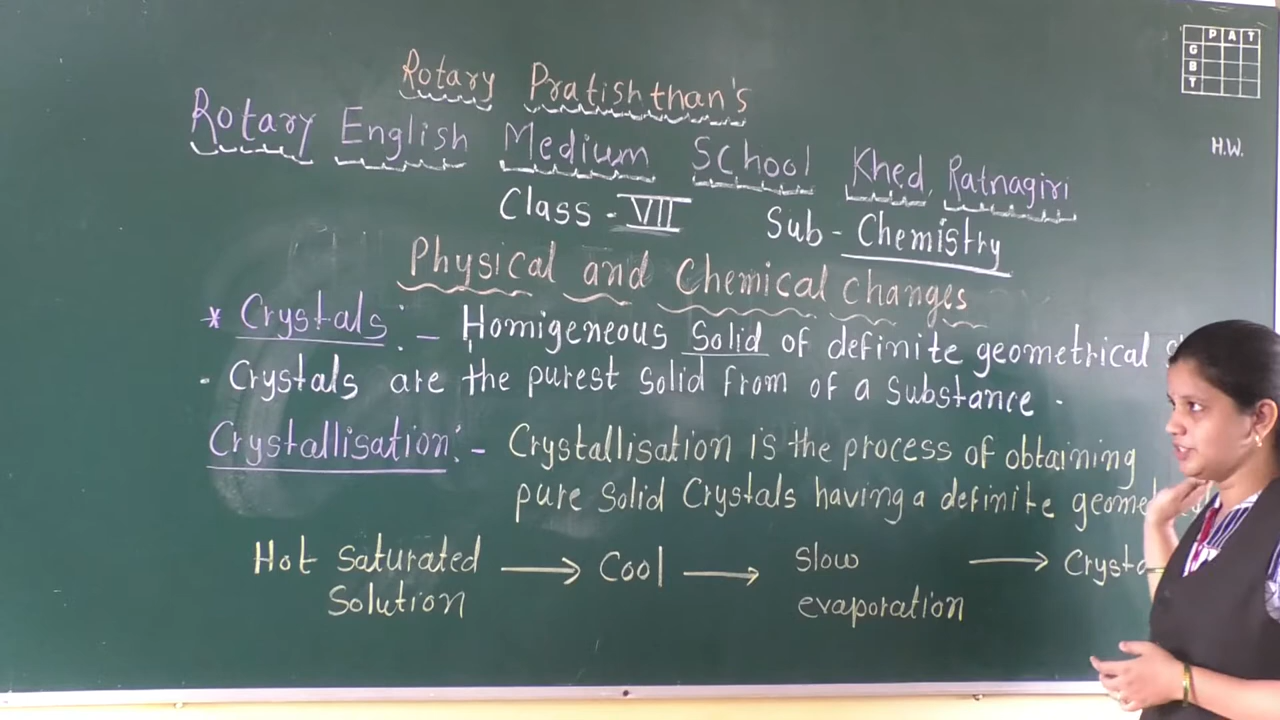 P A T
G
B
T
H.W.
Rotary Pratishthan's
Rotary English Medium School Khed, Ratnagiri
Class - VII Sub - Chemistry
Physical and Chemical changes
* Crystals :- Homigeneous Solid of definite geometrical
. Crystals are the purest Solid from of a Substance .
Crystallisation :- Crystallisation is the process of obtaining
pure Solid Crystals having a definite
Hot Saturated Solution → Cool → Slow evaporation →